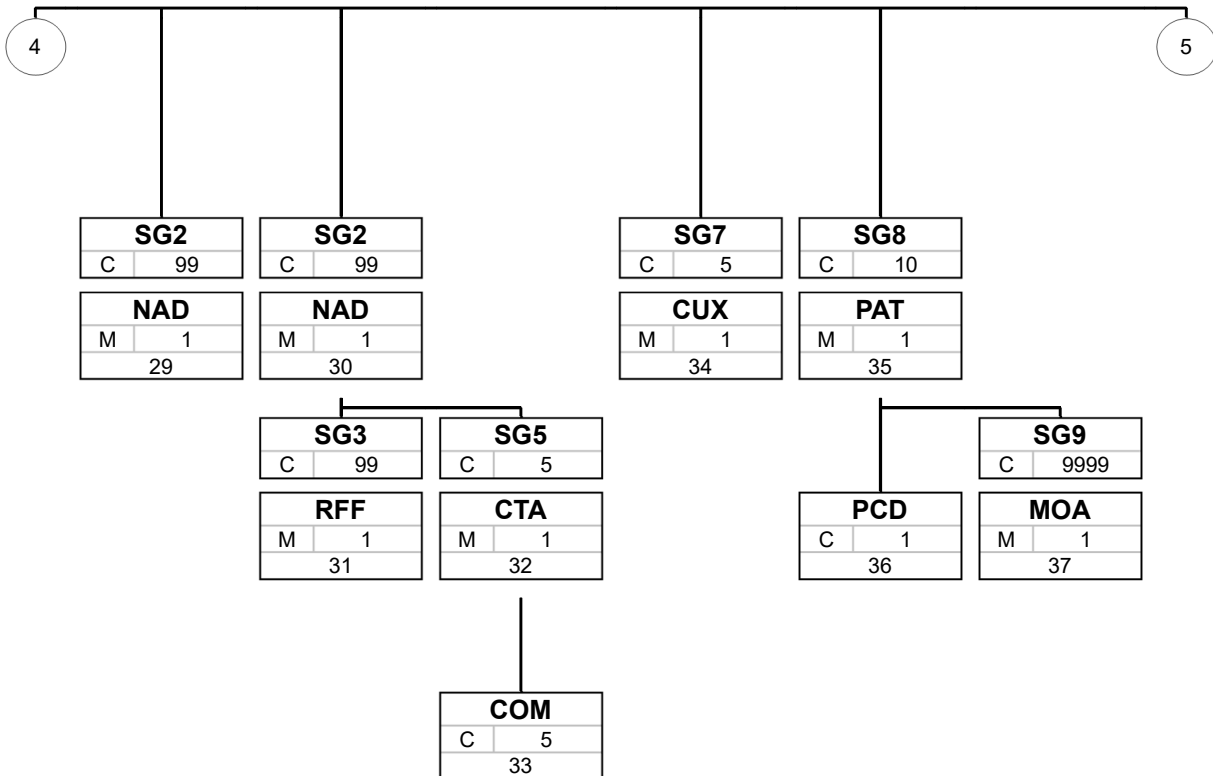 4
5
SG2
C 99
NAD
M 1
29
SG2
C 99
NAD
M 1
30
SG3
C 99
RFF
M 1
31
SG5
C 5
CTA
M 1
32
COM
C 5
33
SG7
C 5
CUX
M 1
34
SG8
C 10
PAT
M 1
35
PCD
C 1
36
SG9
C 9999
MOA
M 1
37